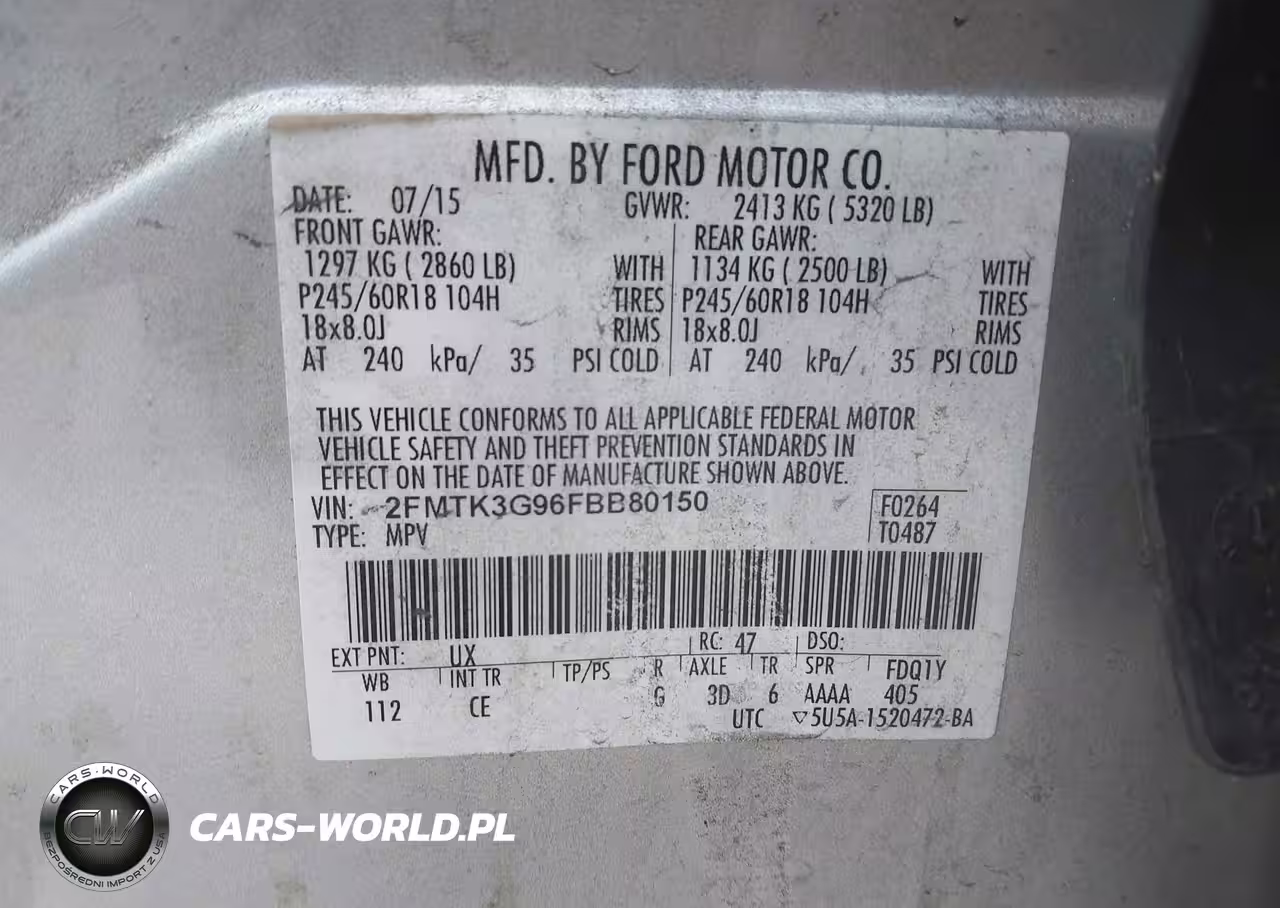 MFD. BY FORD MOTOR CO.
DATE: 07/15 GVWR: 2413 KG ( 5320 LB)
FRONT GAWR: REAR GAWR:
1297 KG ( 2860 LB) WITH 1134 KG ( 2500 LB) WITH
P245/60R18 104H TIRES P245/60R18 104H TIRES
18x8.0J RIMS 18x8.0J RIMS
AT 240 kPa/ 35 PSI COLD AT 240 kPa/ 35 PSI COLD
THIS VEHICLE CONFORMS TO ALL APPLICABLE FEDERAL MOTOR
VEHICLE SAFETY AND THEFT PREVENTION STANDARDS IN
EFFECT ON THE DATE OF MANUFACTURE SHOWN ABOVE.
VIN: 2FMTK3G96FBB80150 F0264
TYPE: MPV T0487
EXT PNT: UX RC: 47 DSO:
WB INT TR TP/PS R AXLE TR SPR FDQ1Y
112 CE G 3D 6 AAAA 405
UTC ▽5U5A-1520472-BA
CARS-WORLD
CW
BEZPOŚREDNI IMPORT Z USA
CARS-WORLD.PL